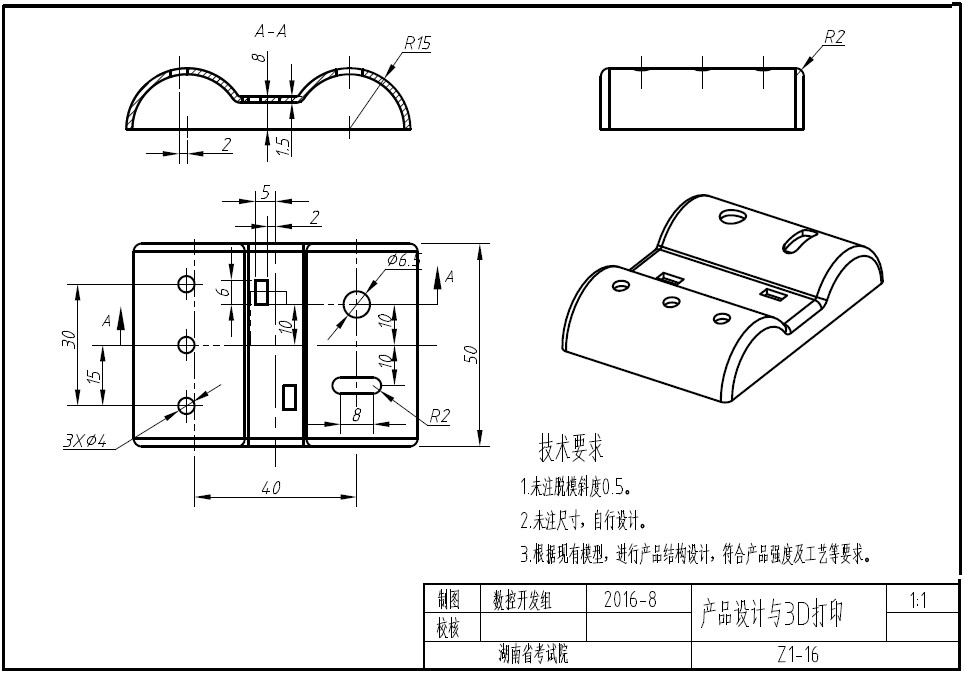 A-A
8
R15
1.5
2
R2
5
2
Ø6.5
A
6
A
10
10
30
15
10
50
3XØ4
8
R2
40
技术要求
1.未注脱模斜度0.5。
2.未注尺寸，自行设计。
3.根据现有模型，进行产品结构设计，符合产品强度及工艺等要求。
制图 数控开发组 2016-8 产品设计与3D打印 1:1
校核
湖南省考试院 Z1-16